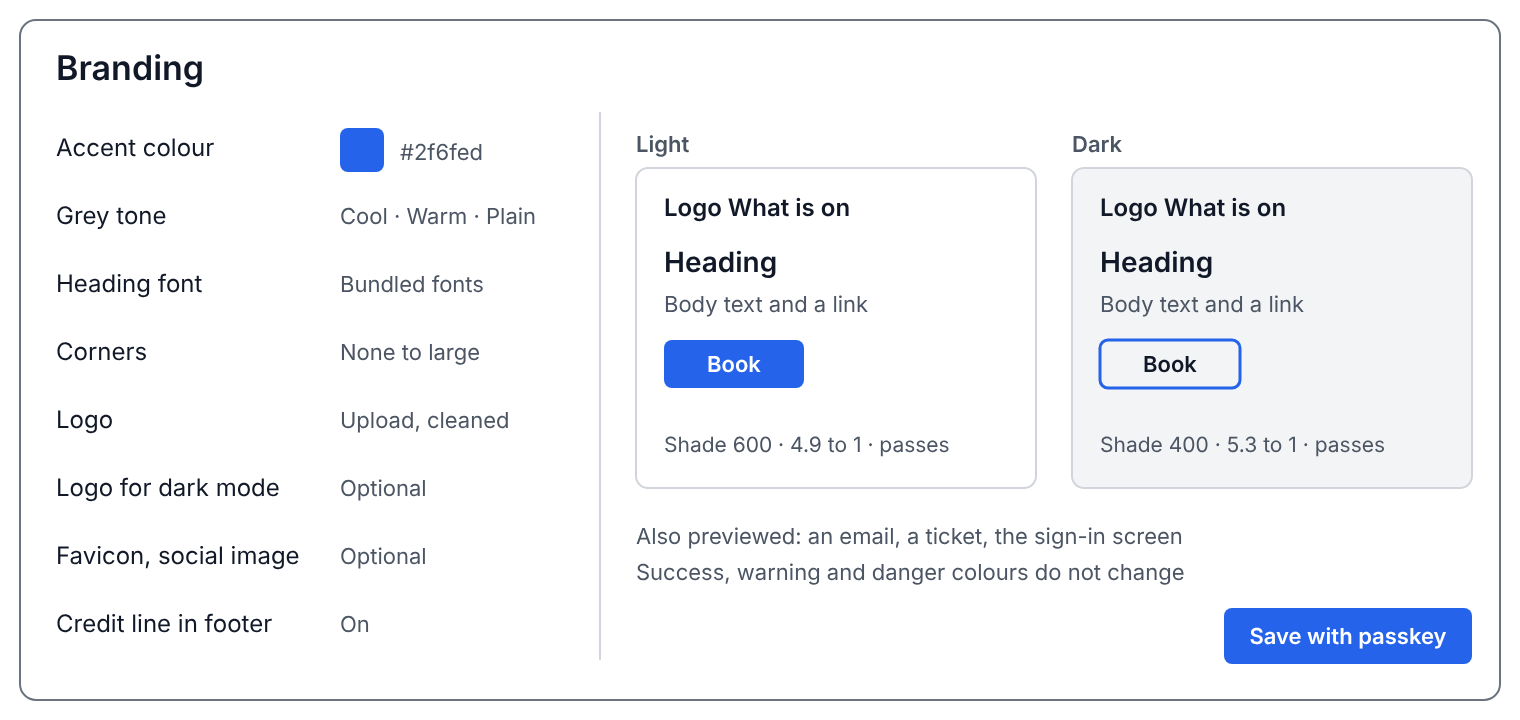 Branding
Accent colour #2f6fed
Grey tone Cool · Warm · Plain
Heading font Bundled fonts
Corners None to large
Logo Upload, cleaned
Logo for dark mode Optional
Favicon, social image Optional
Credit line in footer On
Light
Logo What is on
Heading
Body text and a link
Book
Shade 600 · 4.9 to 1 · passes
Dark
Logo What is on
Heading
Body text and a link
Book
Shade 400 · 5.3 to 1 · passes
Also previewed: an email, a ticket, the sign-in screen
Success, warning and danger colours do not change
Save with passkey